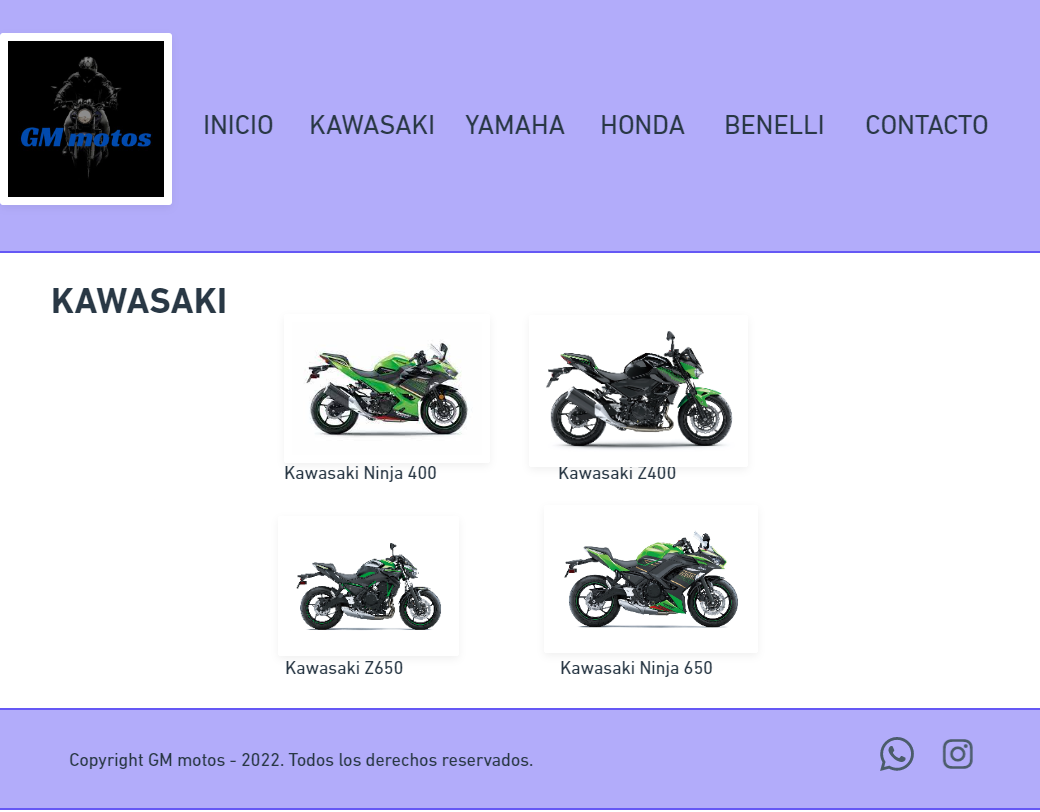 GM motos
INICIO KAWASAKI YAMAHA HONDA BENELLI CONTACTO
KAWASAKI
Kawasaki Ninja 400 Kawasaki Z400
Kawasaki Z650 Kawasaki Ninja 650
Copyright GM motos - 2022. Todos los derechos reservados.